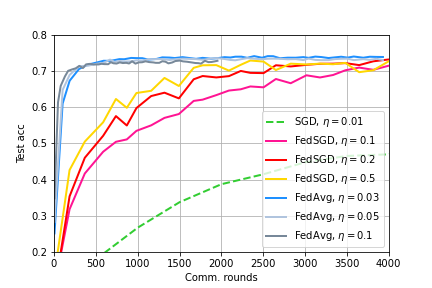 0.8
0.7
0.6
0.5
0.4
0.3
0.2
Test acc
SGD, η = 0.01
FedSGD, η = 0.1
FedSGD, η = 0.2
FedSGD, η = 0.5
FedAvg, η = 0.03
FedAvg, η = 0.05
FedAvg, η = 0.1
0 500 1000 1500 2000 2500 3000 3500 4000
Comm. rounds